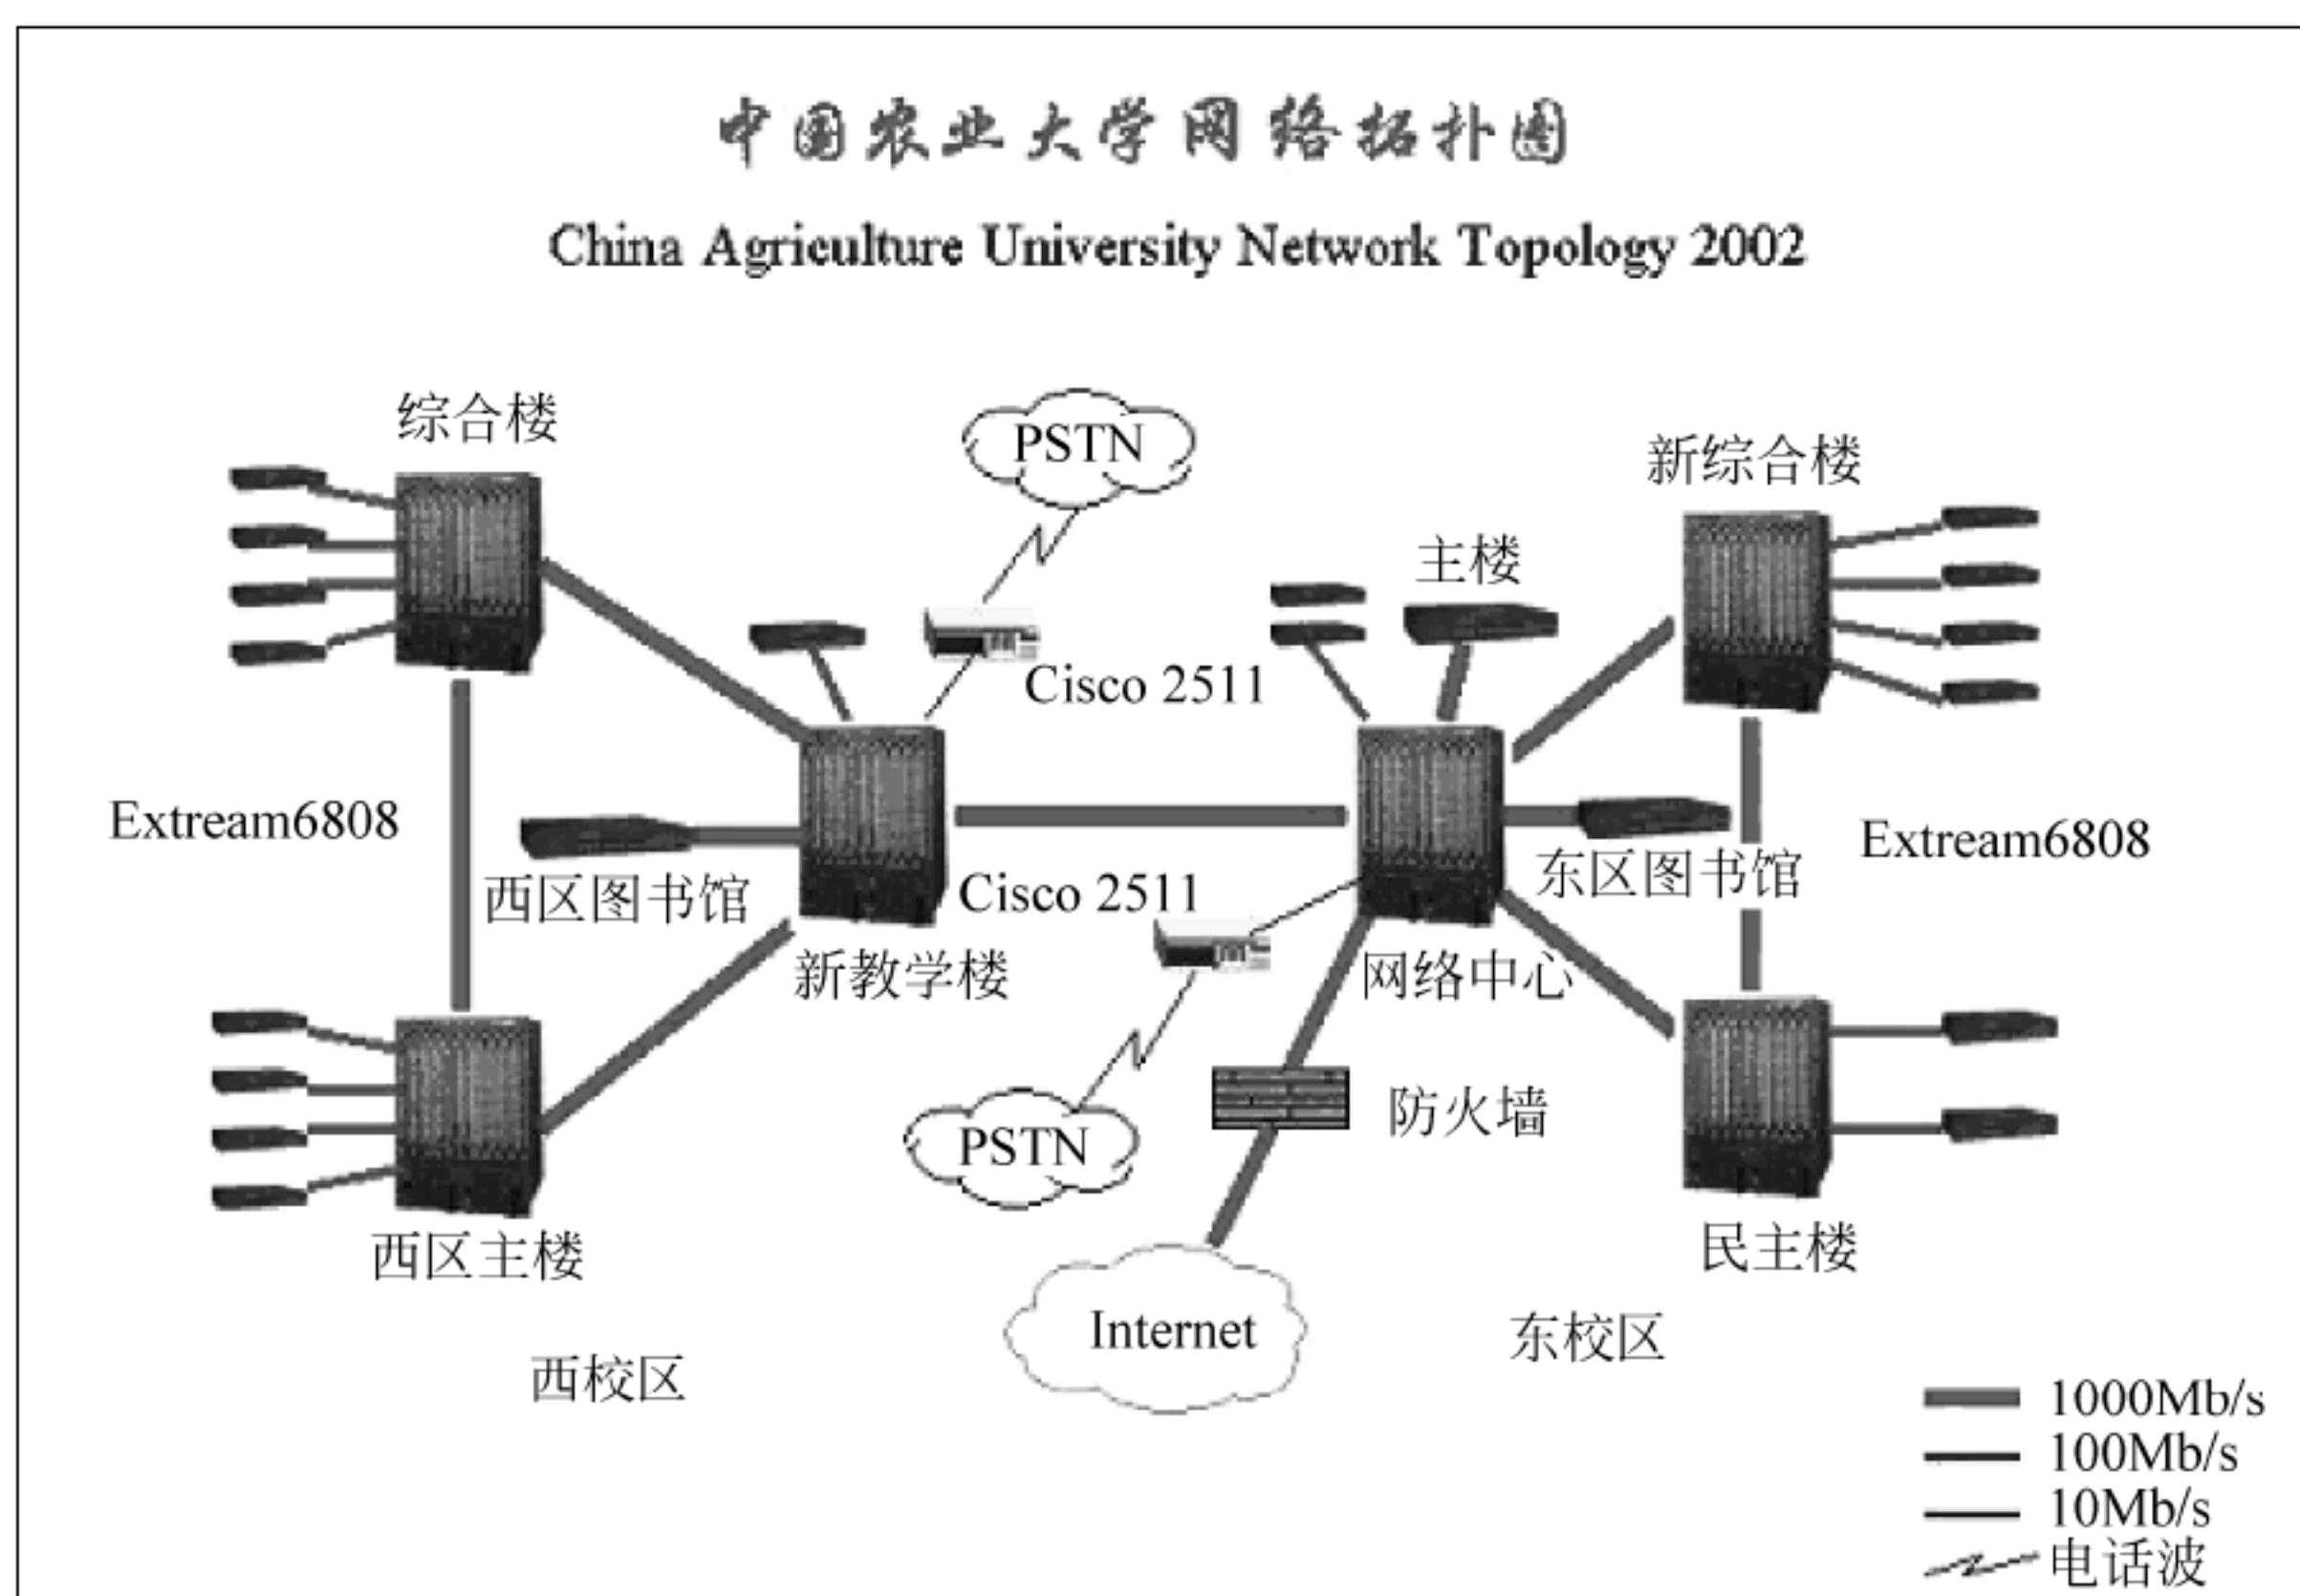 中国农业大学网络拓扑图
China Agriculture University Network Topology 2002
综合楼
PSTN
新综合楼
主楼
Cisco 2511
Extream6808
Extream6808
西区图书馆
Cisco 2511
东区图书馆
新教学楼
网络中心
防火墙
PSTN
西区主楼
民主楼
Internet
东校区
西校区
1000Mb/s
100Mb/s
10Mb/s
电话波